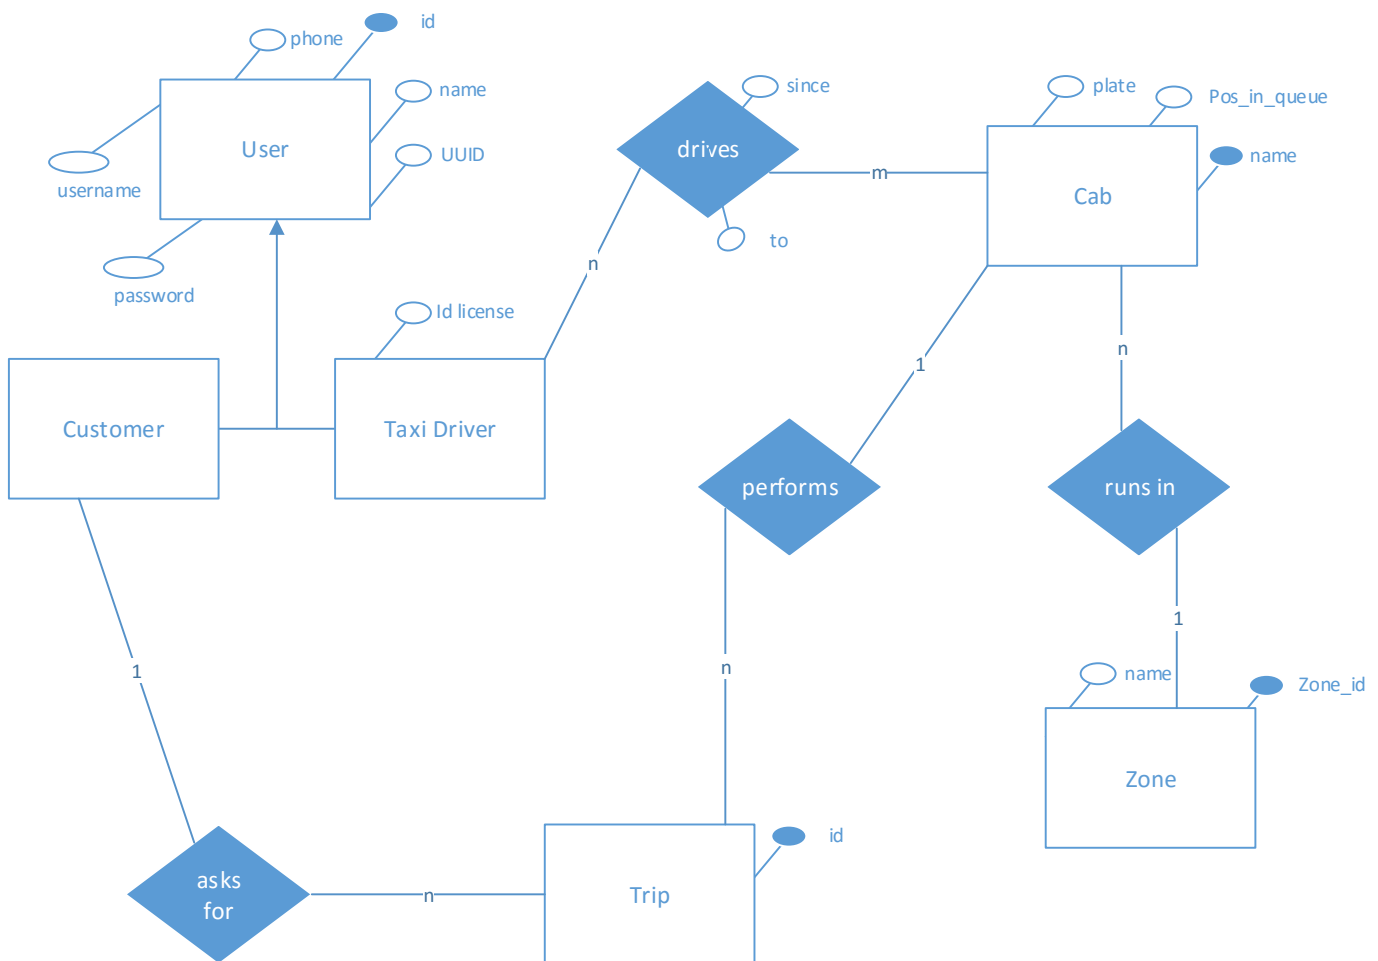 id
phone
name
User
UUID
username
password
since
drives
to
m
n
plate
Pos_in_queue
name
Cab
Id license
Customer
Taxi Driver
1
n
performs
runs in
1
n
1
name
Zone_id
Zone
asks
for
n
id
Trip